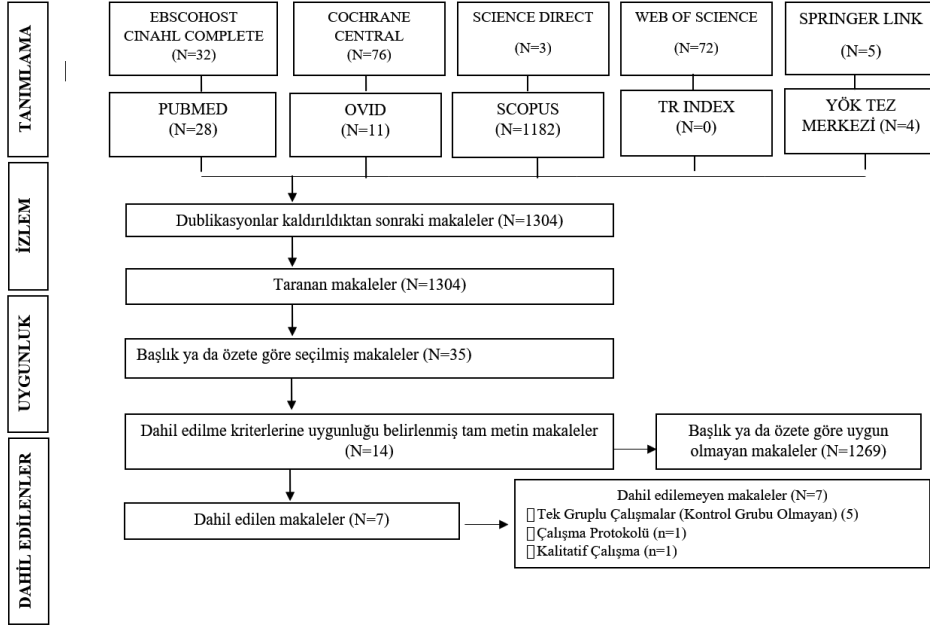 TANIMLAMA
EBSCOHOST
CINAHL COMPLETE
(N=32)
COCHRANE
CENTRAL
(N=76)
SCIENCE DIRECT
(N=3)
WEB OF SCIENCE
(N=72)
SPRINGER LINK
(N=5)
PUBMED
(N=28)
OVID
(N=11)
SCOPUS
(N=1182)
TR INDEX
(N=0)
YÖK TEZ
MERKEZİ (N=4)
İZLEM
Dublikasyonlar kaldırıldıktan sonraki makaleler (N=1304)
Taranan makaleler (N=1304)
UYGUNLUK
Başlık ya da özete göre seçilmiş makaleler (N=35)
Dahil edilme kriterlerine uygunluğu belirlenmiş tam metin makaleler
(N=14)
Başlık ya da özete göre uygun
olmayan makaleler (N=1269)
DAHİL EDİLENLER
Dahil edilen makaleler (N=7)
Dahil edilemeyen makaleler (N=7)
Tek Gruplu Çalışmalar (Kontrol Grubu Olmayan) (5)
Çalışma Protokolü (n=1)
Kalitatif Çalışma (n=1)